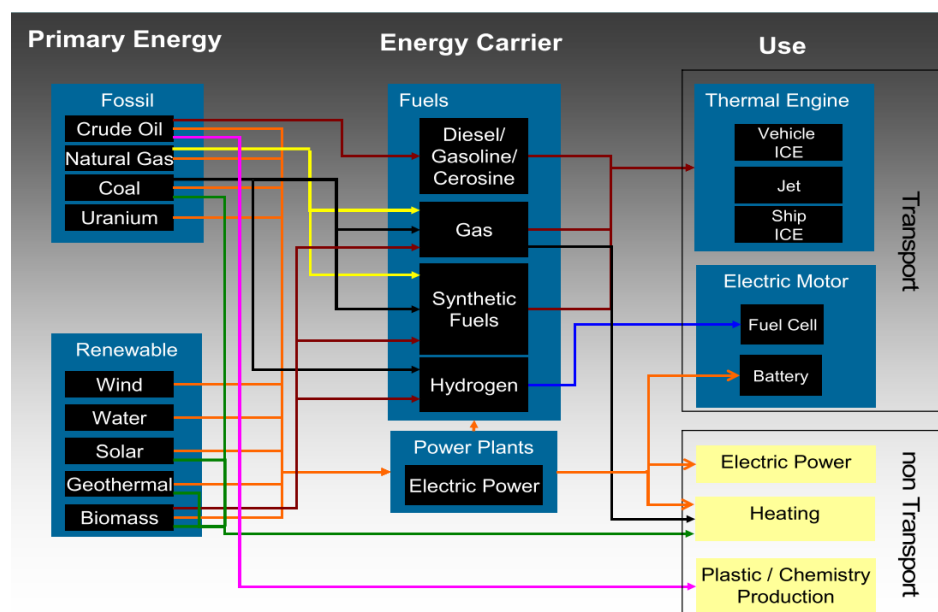 Primary Energy
Energy Carrier
Use
Fossil
Crude Oil
Natural Gas
Coal
Uranium
Renewable
Wind
Water
Solar
Geothermal
Biomass
Fuels
Diesel/
Gasoline/
Cerosine
Gas
Synthetic
Fuels
Hydrogen
Power Plants
Electric Power
Thermal Engine
Vehicle
ICE
Jet
Ship
ICE
Electric Motor
Fuel Cell
Battery
Transport
Electric Power
Heating
Plastic / Chemistry
Production
non Transport